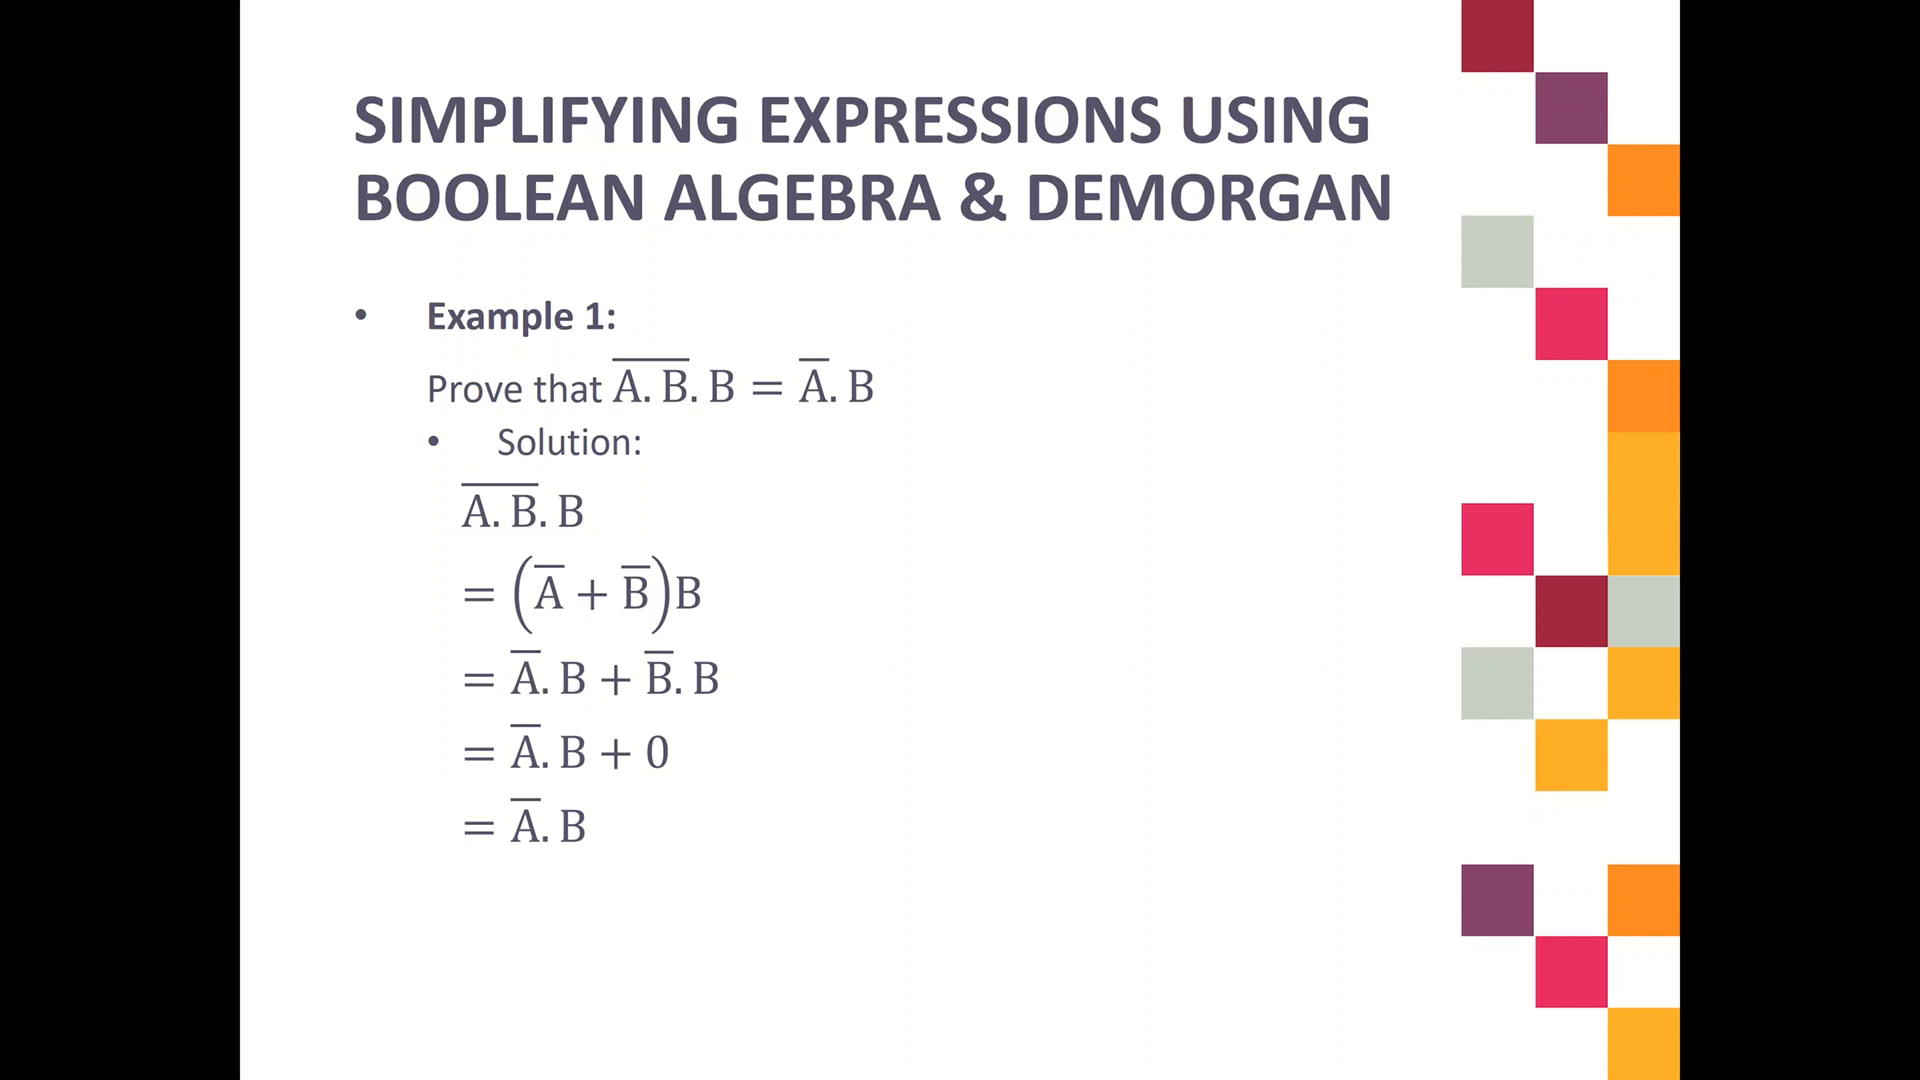 SIMPLIFYING EXPRESSIONS USING
BOOLEAN ALGEBRA & DEMORGAN
• Example 1:
Prove that A̅.̅B̅. B = A̅. B
• Solution:
A̅.̅B̅. B
= (A̅ + B̅)B
= A̅. B + B̅. B
= A̅. B + 0
= A̅. B